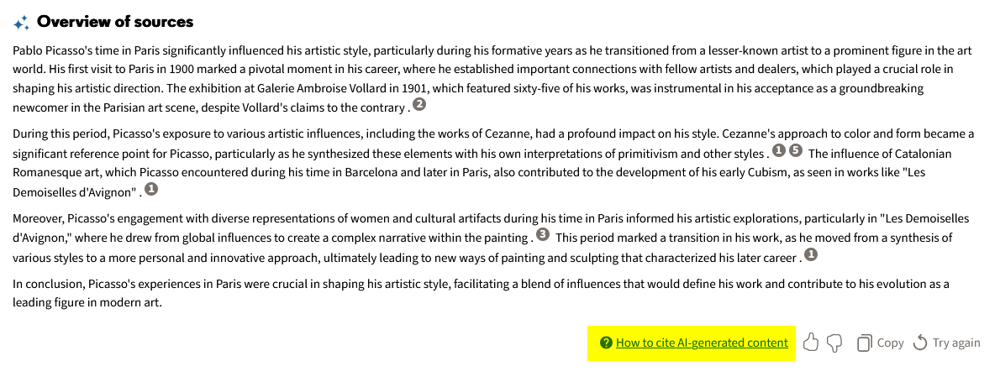 Overview of sources
Pablo Picasso's time in Paris significantly influenced his artistic style, particularly during his formative years as he transitioned from a lesser-known artist to a prominent figure in the art
world. His first visit to Paris in 1900 marked a pivotal moment in his career, where he established important connections with fellow artists and dealers, which played a crucial role in
shaping his artistic direction. The exhibition at Galerie Ambroise Vollard in 1901, which featured sixty-five of his works, was instrumental in his acceptance as a groundbreaking
newcomer in the Parisian art scene, despite Vollard's claims to the contrary . 2
During this period, Picasso's exposure to various artistic influences, including the works of Cezanne, had a profound impact on his style. Cezanne's approach to color and form became a
significant reference point for Picasso, particularly as he synthesized these elements with his own interpretations of primitivism and other styles . 1 5 The influence of Catalonian
Romanesque art, which Picasso encountered during his time in Barcelona and later in Paris, also contributed to the development of his early Cubism, as seen in works like "Les
Demoiselles d'Avignon" . 1
Moreover, Picasso's engagement with diverse representations of women and cultural artifacts during his time in Paris informed his artistic explorations, particularly in "Les Demoiselles
d'Avignon," where he drew from global influences to create a complex narrative within the painting . 3 This period marked a transition in his work, as he moved from a synthesis of
various styles to a more personal and innovative approach, ultimately leading to new ways of painting and sculpting that characterized his later career . 1
In conclusion, Picasso's experiences in Paris were crucial in shaping his artistic style, facilitating a blend of influences that would define his work and contribute to his evolution as a
leading figure in modern art.
? How to cite AI-generated content Copy Try again